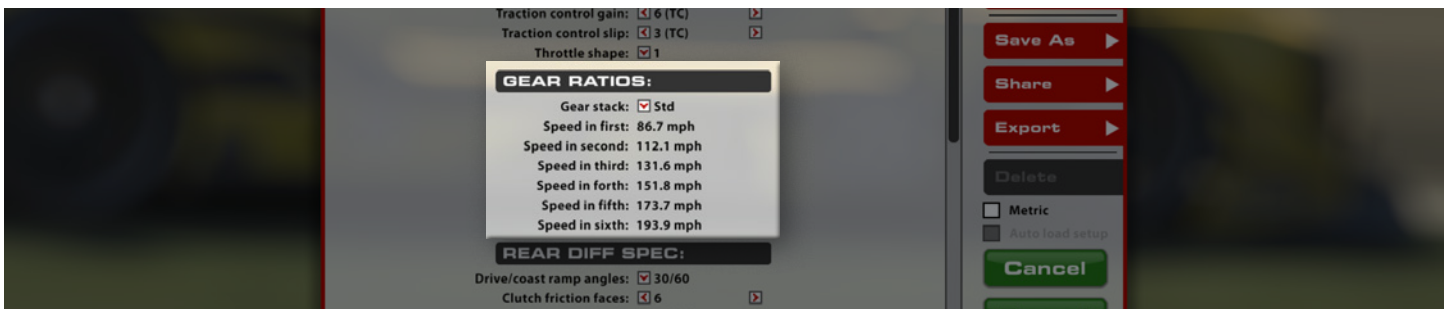 Traction control gain: 6 (TC)
Traction control slip: 3 (TC)
Throttle shape: 1
GEAR RATIOS:
Gear stack: Std
Speed in first: 86.7 mph
Speed in second: 112.1 mph
Speed in third: 131.6 mph
Speed in forth: 151.8 mph
Speed in fifth: 173.7 mph
Speed in sixth: 193.9 mph
REAR DIFF SPEC:
Drive/coast ramp angles: 30/60
Clutch friction faces: 6
Save As
Share
Export
Delete
Metric
Auto load setup
Cancel